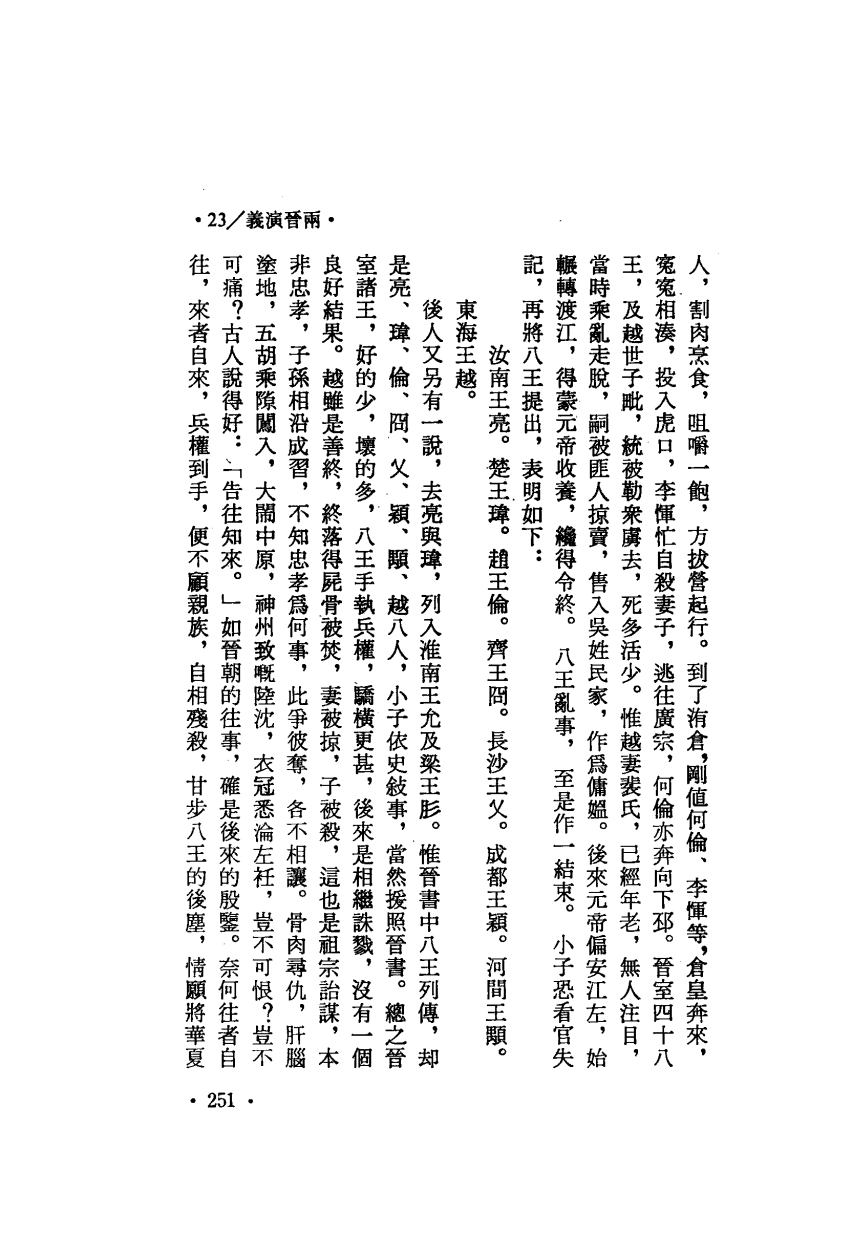 ·23/義演晉兩·
人，割肉烹食，咀嚼一飽，方拔營起行。到了洧倉，剛值何倫、李惲等，倉皇奔來，
冤冤相湊，投入虎口，李惲忙自殺妻子，逃往廣宗，何倫亦奔向下邳。晉室四十八
王，及越世子毗，統被勒衆虜去，死多活少。惟越妻裴氏，已經年老，無人注目，
當時乘亂走脫，嗣被匪人掠賣，售入吳姓民家，作爲傭媼。後來元帝偏安江左，始
輾轉渡江，得蒙元帝收養，纔得令終。八王亂事，至是作一結束。小子恐看官失
記，再將八王提出，表明如下：
汝南王亮。楚王瑋。趙王倫。齊王冏。長沙王乂。成都王穎。河間王顒。
東海王越。
後人又另有一說，去亮與瑋，列入淮南王允及梁王肜。惟晉書中八王列傳，却
是亮、瑋、倫、冏、乂、穎、顒、越八人，小子依史敍事，當然援照晉書。總之晉
室諸王，好的少，壞的多，八王手執兵權，驕橫更甚，後來是相繼誅戮，沒有一個
良好結果。越雖是善終，終落得屍骨被焚，妻被掠，子被殺，這也是祖宗詒謀，本
非忠孝，子孫相沿成習，不知忠孝爲何事，此爭彼奪，各不相讓。骨肉尋仇，肝腦
塗地，五胡乘隙闖入，大鬧中原，神州致嘅陸沈，衣冠悉淪左衽，豈不可恨？豈不
可痛？古人說得好：「告往知來。」如晉朝的往事，確是後來的殷鑒。奈何往者自
往，來者自來，兵權到手，便不顧親族，自相殘殺，甘步八王的後塵，情願將華夏
·251·